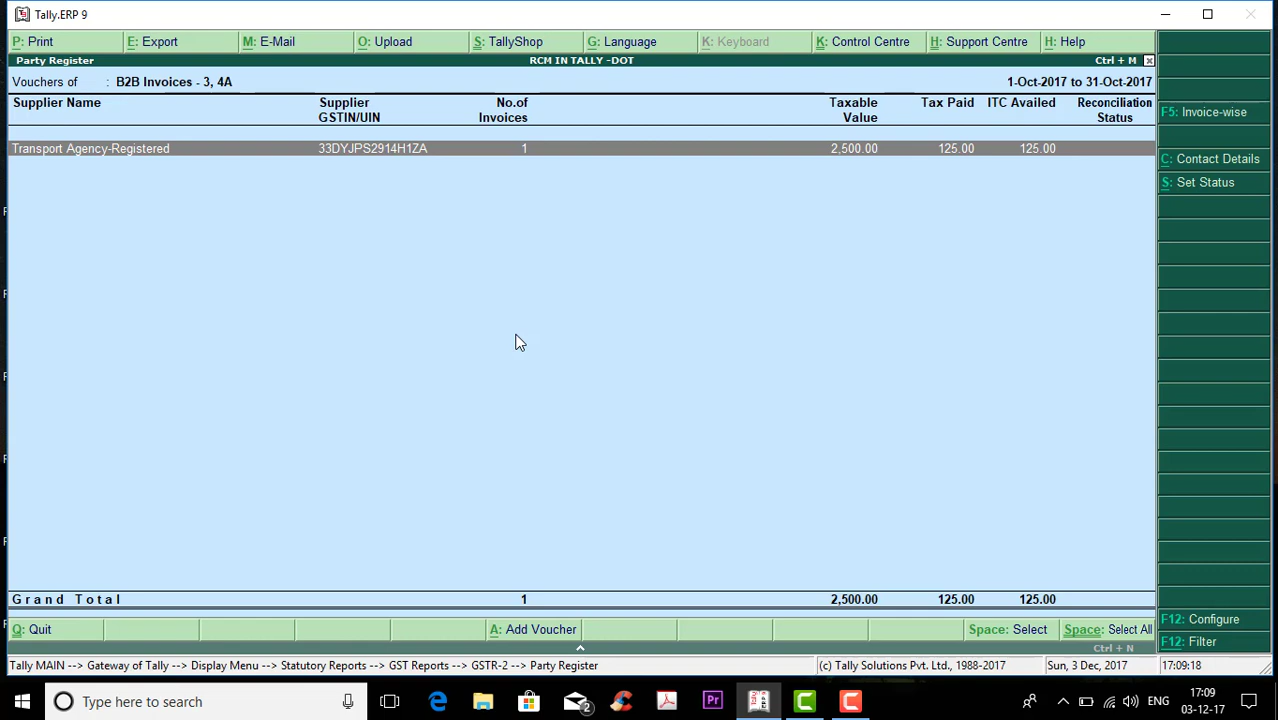 Tally.ERP 9
P: Print E: Export M: E-Mail O: Upload S: TallyShop G: Language K: Keyboard K: Control Centre H: Support Centre H: Help
Party Register RCM IN TALLY -DOT Ctrl + M
Vouchers of : B2B Invoices - 3, 4A 1-Oct-2017 to 31-Oct-2017
Supplier Name Supplier No.of Taxable Tax Paid ITC Availed Reconciliation
GSTIN/UIN Invoices Value Status
Transport Agency-Registered 33DYJPS2914H1ZA 1 2,500.00 125.00 125.00
F5: Invoice-wise
C: Contact Details
S: Set Status
Grand Total 1 2,500.00 125.00 125.00
F12: Configure
Q: Quit A: Add Voucher Space: Select Space: Select All
F12: Filter
Ctrl + N
Tally MAIN --> Gateway of Tally --> Display Menu --> Statutory Reports --> GST Reports --> GSTR-2 --> Party Register (c) Tally Solutions Pvt. Ltd., 1988-2017 Sun, 3 Dec, 2017 17:09:18
Type here to search 2 Pr ENG 17:09
03-12-17